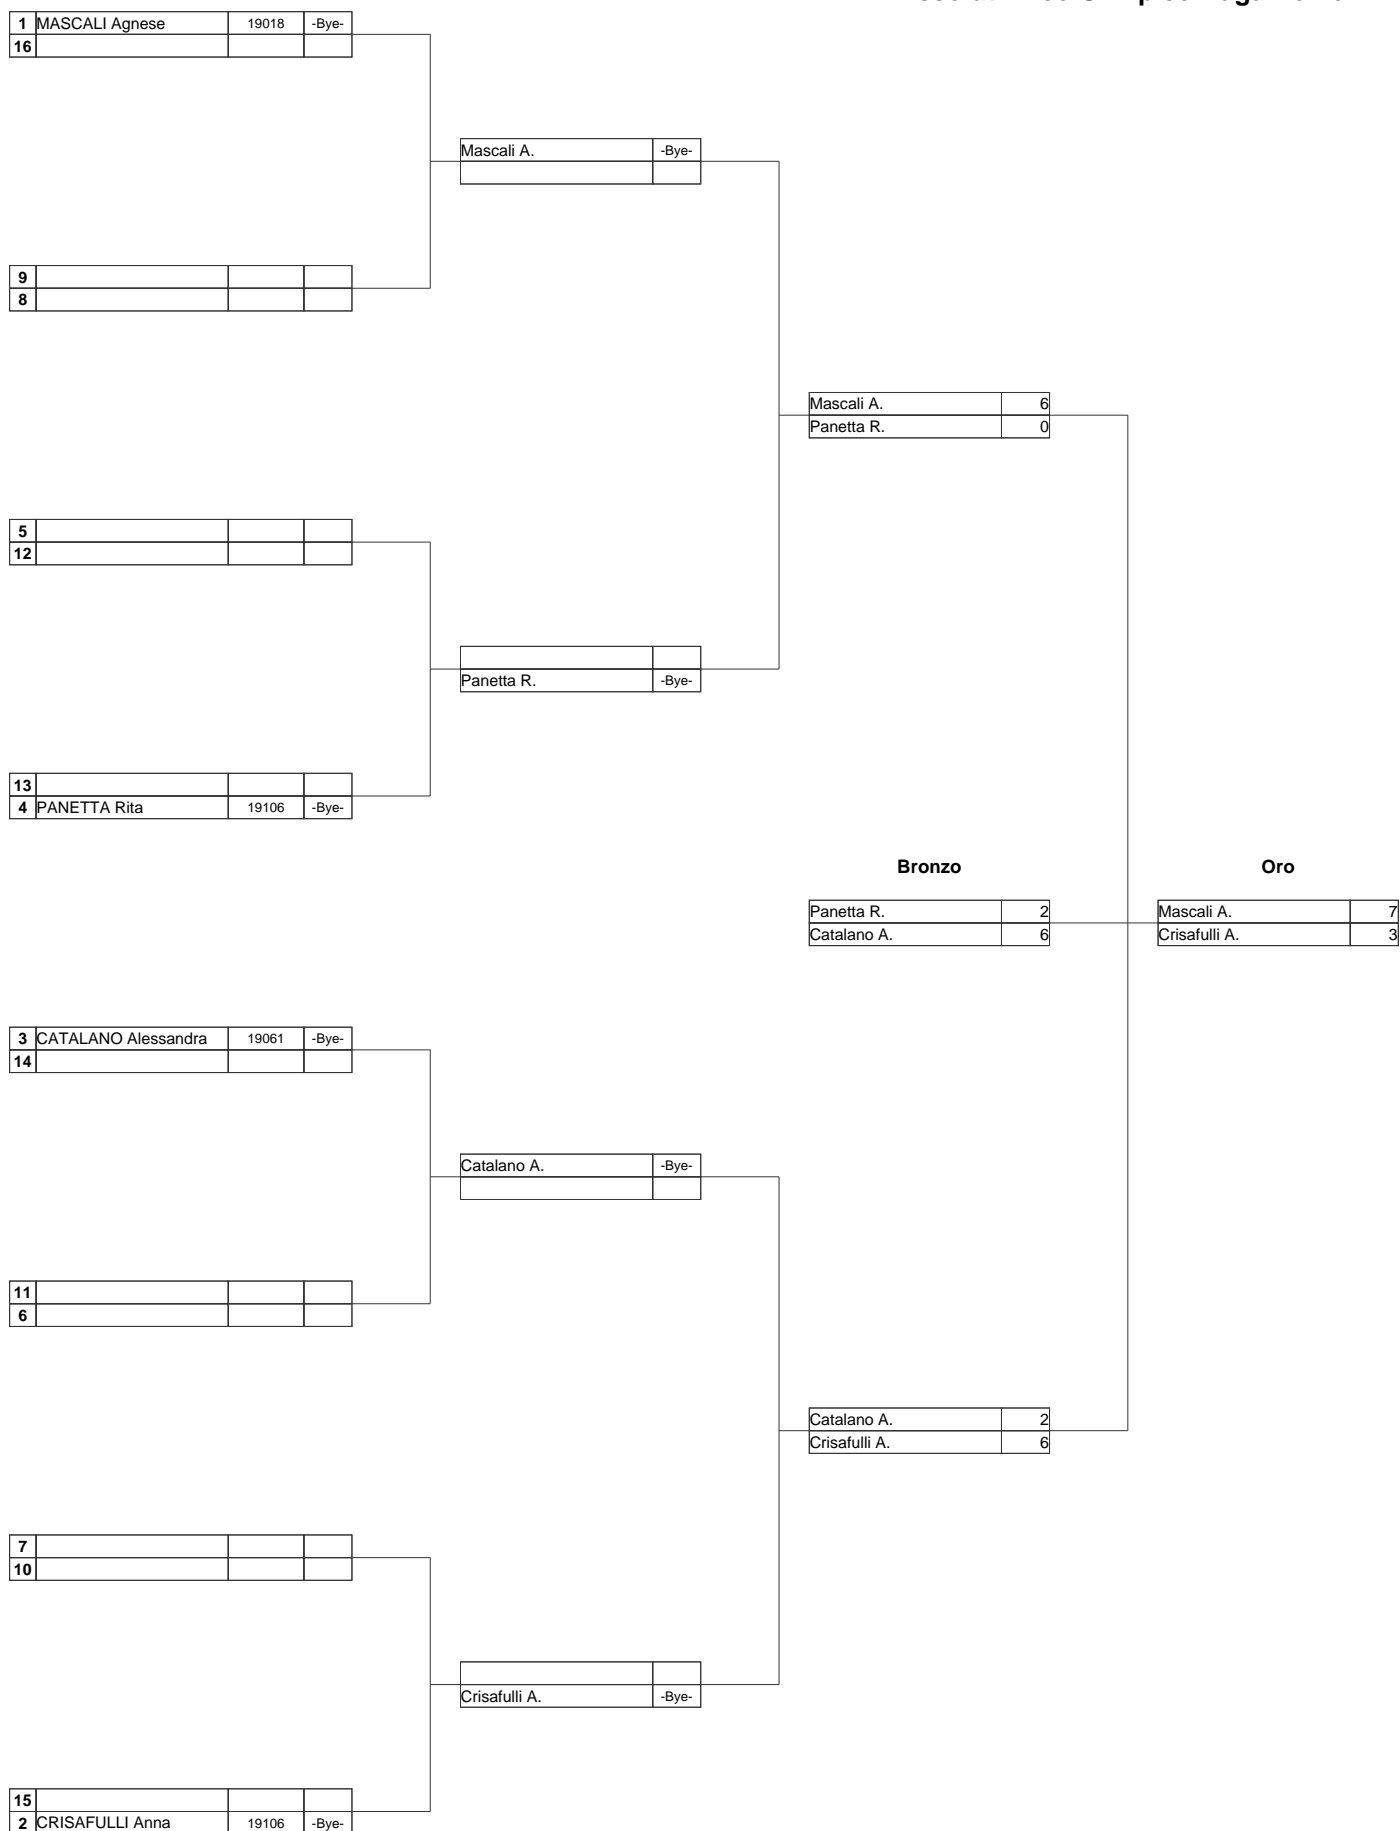 1 MASCALI Agnese 19018 -Bye-
16
Mascali A. -Bye-
9
8
Mascali A. 6
Panetta R. 0
5
12
Panetta R. -Bye-
13
4 PANETTA Rita 19106 -Bye-
Bronzo Oro
Panetta R. 2 Mascali A. 7
Catalano A. 6 Crisafulli A. 3
3 CATALANO Alessandra 19061 -Bye-
14
Catalano A. -Bye-
11
6
Catalano A. 2
Crisafulli A. 6
7
10
Crisafulli A. -Bye-
15
2 CRISAFULLI Anna 19106 -Bye-